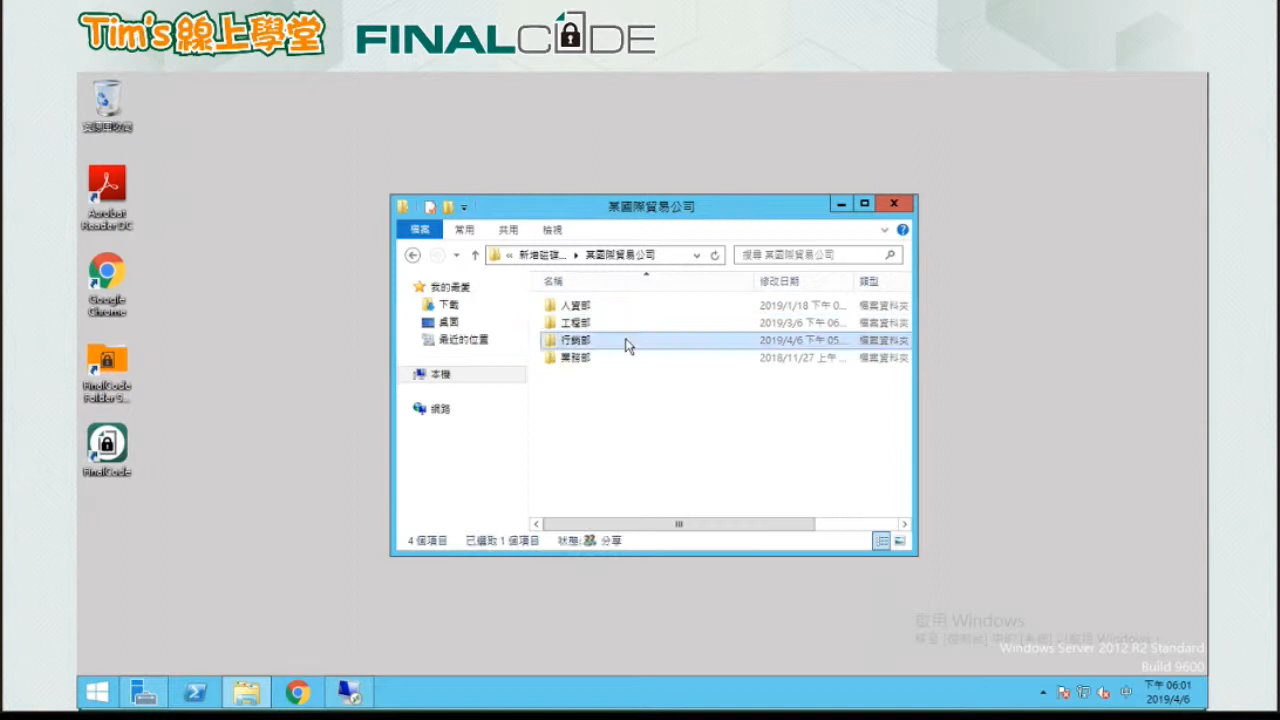 Tim's線上學堂
FINALCODE
Acrobat
Reader DC
Google
Chrome
FinalCode
Folder S...
FinalCode
某國際貿易公司
檔案
常用
共用
檢視
« 新增磁碟... ▸ 某國際貿易公司
搜尋 某國際貿易公司
名稱
修改日期
類型
我的最愛
下載
桌面
最近的位置
本機
網路
人資部 2019/1/18 下午 0... 檔案資料夾
工程部 2019/3/6 下午 06... 檔案資料夾
行銷部 2019/4/6 下午 05... 檔案資料夾
業務部 2018/11/27 上午 ... 檔案資料夾
4 個項目
已選取 1 個項目
狀態: 分享
啟用 Windows
Windows Server 2012 R2 Standard
Build 9600
下午 06:01
2019/4/6